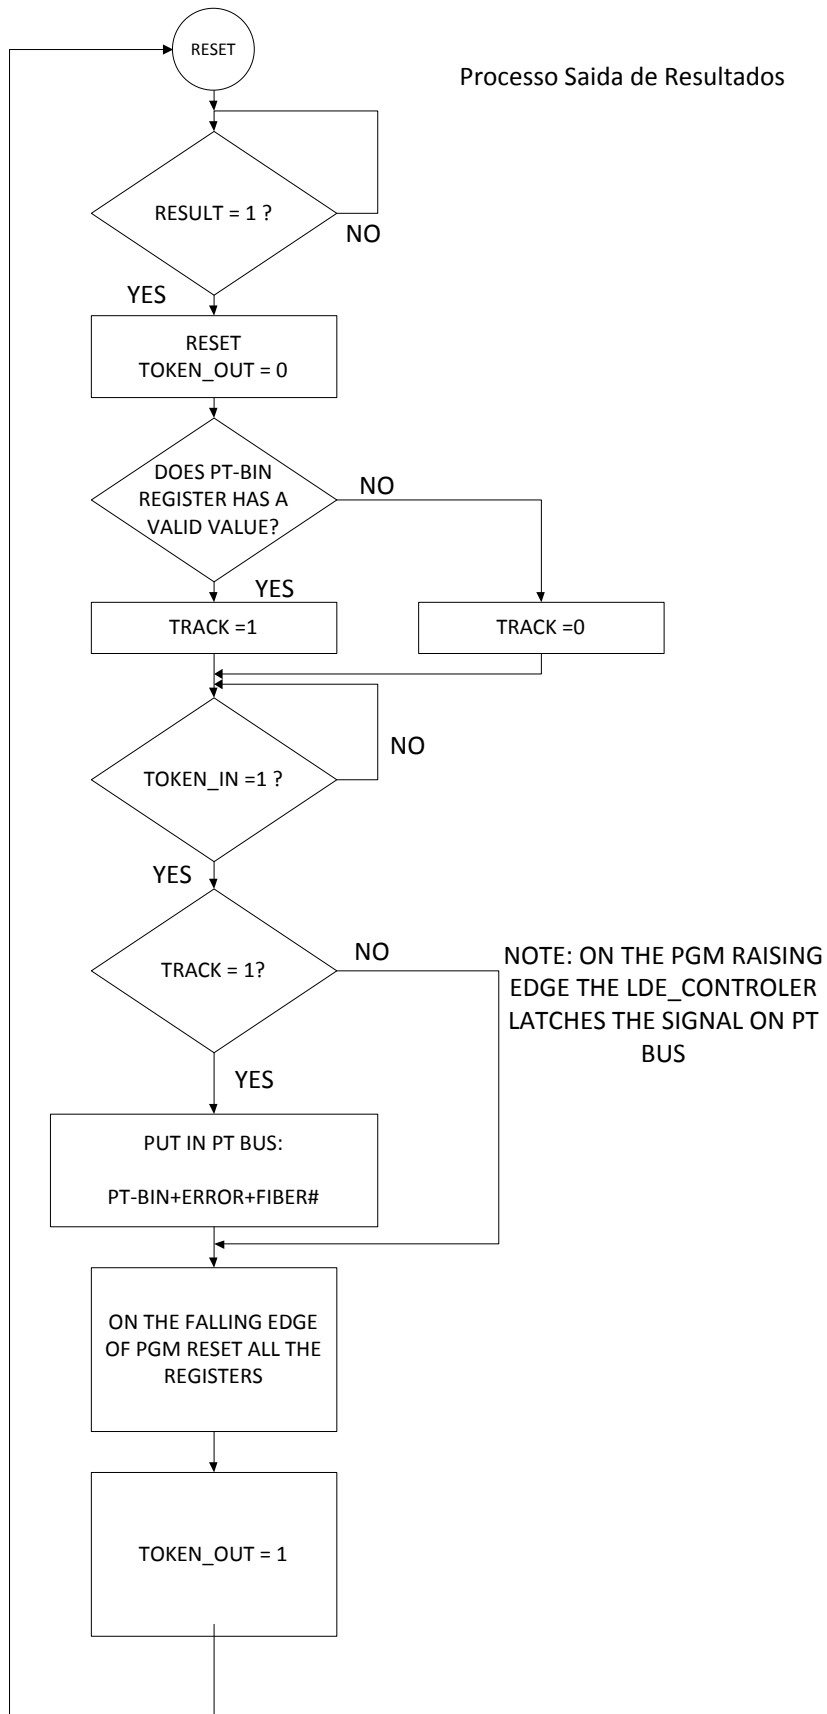 RESET
Processo Saida de Resultados
RESULT = 1 ?
NO
YES
RESET
TOKEN_OUT = 0
DOES PT-BIN
REGISTER HAS A
VALID VALUE?
NO
YES
TRACK =1
TRACK =0
NO
TOKEN_IN =1 ?
YES
TRACK = 1?
NO
NOTE: ON THE PGM RAISING
EDGE THE LDE_CONTROLER
LATCHES THE SIGNAL ON PT
BUS
YES
PUT IN PT BUS:
PT-BIN+ERROR+FIBER#
ON THE FALLING EDGE
OF PGM RESET ALL THE
REGISTERS
TOKEN_OUT = 1